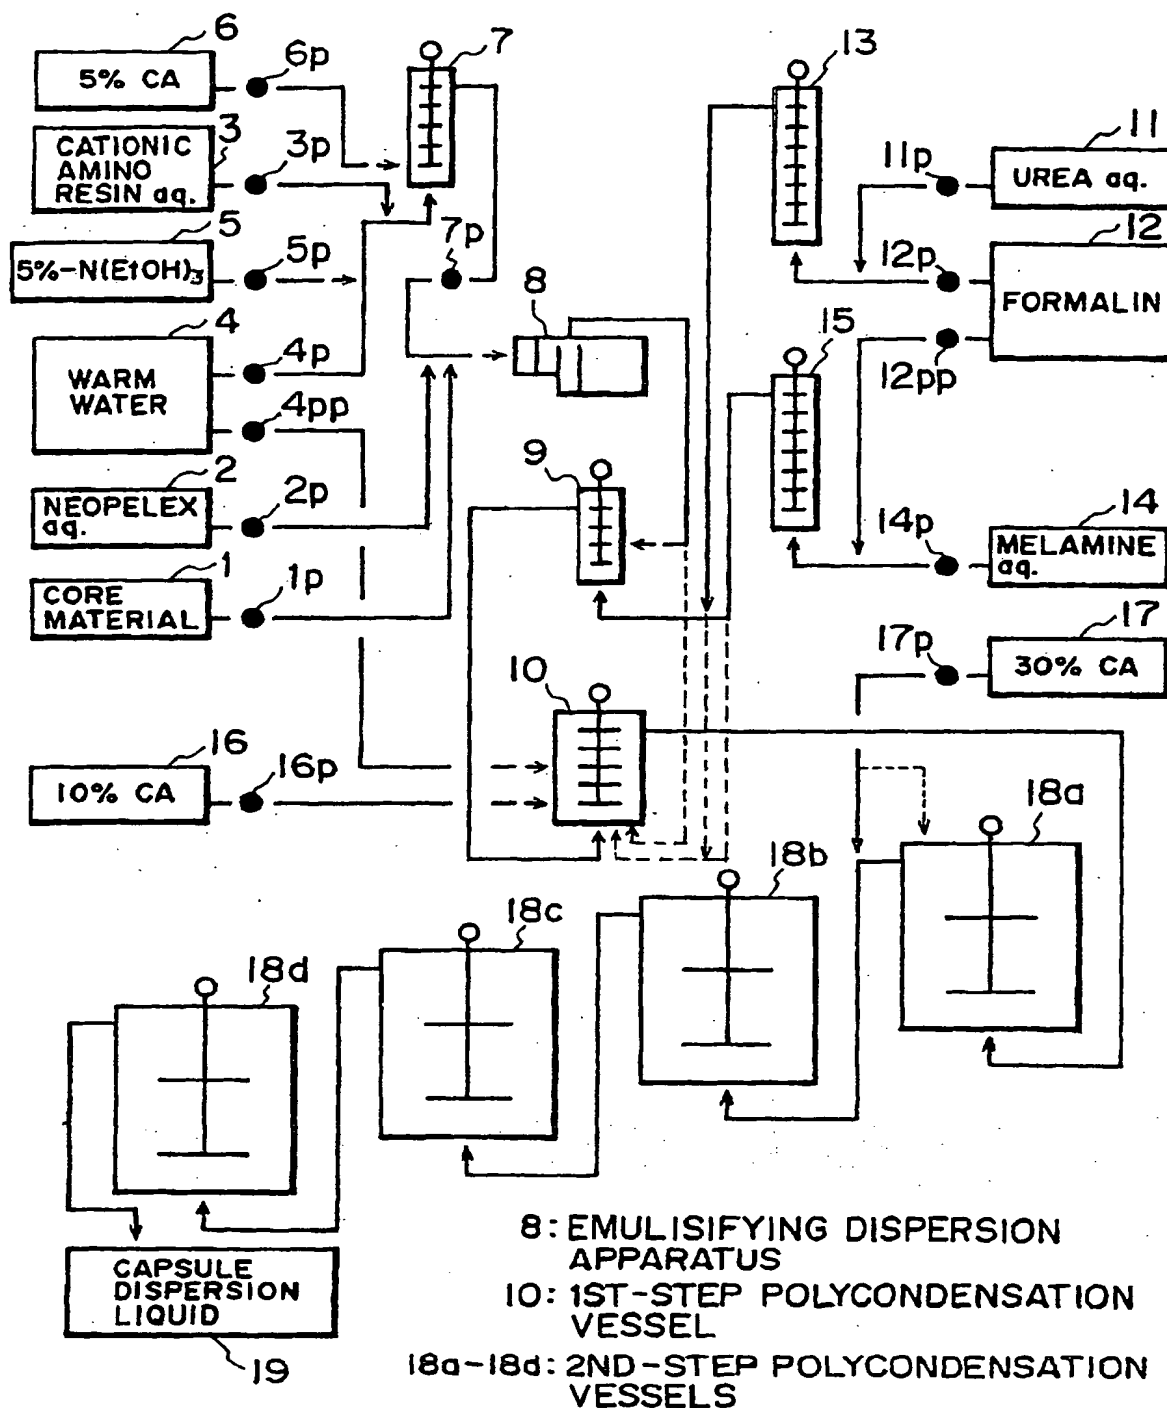 6
5% CA
6p
7
3
CATIONIC
AMINO
RESIN aq.
3p
5
5%-N(EtOH)3
5p
7p
4
WARM
WATER
4p
4pp
8
2
NEOPELEX
aq.
2p
9
1
CORE
MATERIAL
1p
10
16
10% CA
16p
13
11p
11
UREA aq.
12p
12
FORMALIN
12pp
15
14p
14
MELAMINE
aq.
17p
17
30% CA
18a
18b
18c
18d
CAPSULE
DISPERSION
LIQUID
19
8: EMULISIFYING DISPERSION
APPARATUS
10: 1ST-STEP POLYCONDENSATION
VESSEL
18a-18d: 2ND-STEP POLYCONDENSATION
VESSELS